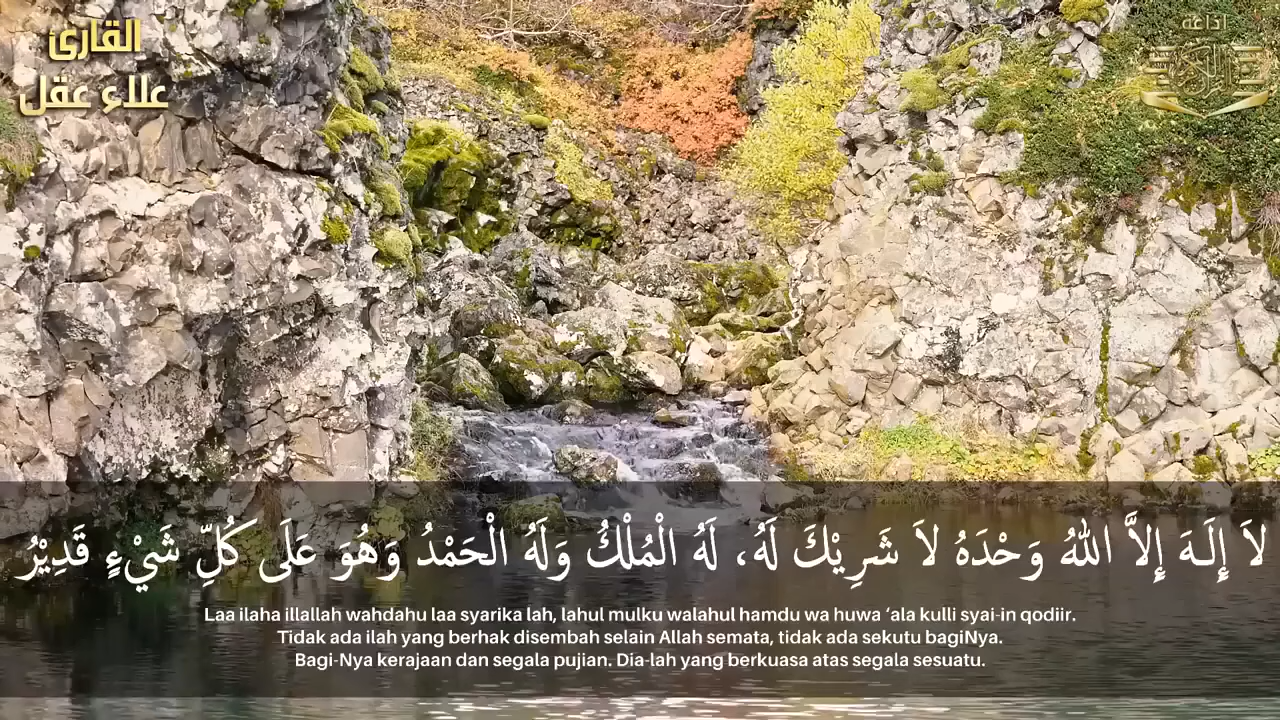 القارئ
علاء عقل
إذاعة
لاَ إِلَهَ إِلاَّ اللهُ وَحْدَهُ لاَ شَرِيْكَ لَهُ، لَهُ الْمُلْكُ وَلَهُ الْحَمْدُ وَهُوَ عَلَى كُلِّ شَيْءٍ قَدِيْرُ
Laa ilaha illallah wahdahu laa syarika lah, lahul mulku walahul hamdu wa huwa ‘ala kulli syai-in qodiir.
Tidak ada ilah yang berhak disembah selain Allah semata, tidak ada sekutu bagiNya.
Bagi-Nya kerajaan dan segala pujian. Dia-lah yang berkuasa atas segala sesuatu.